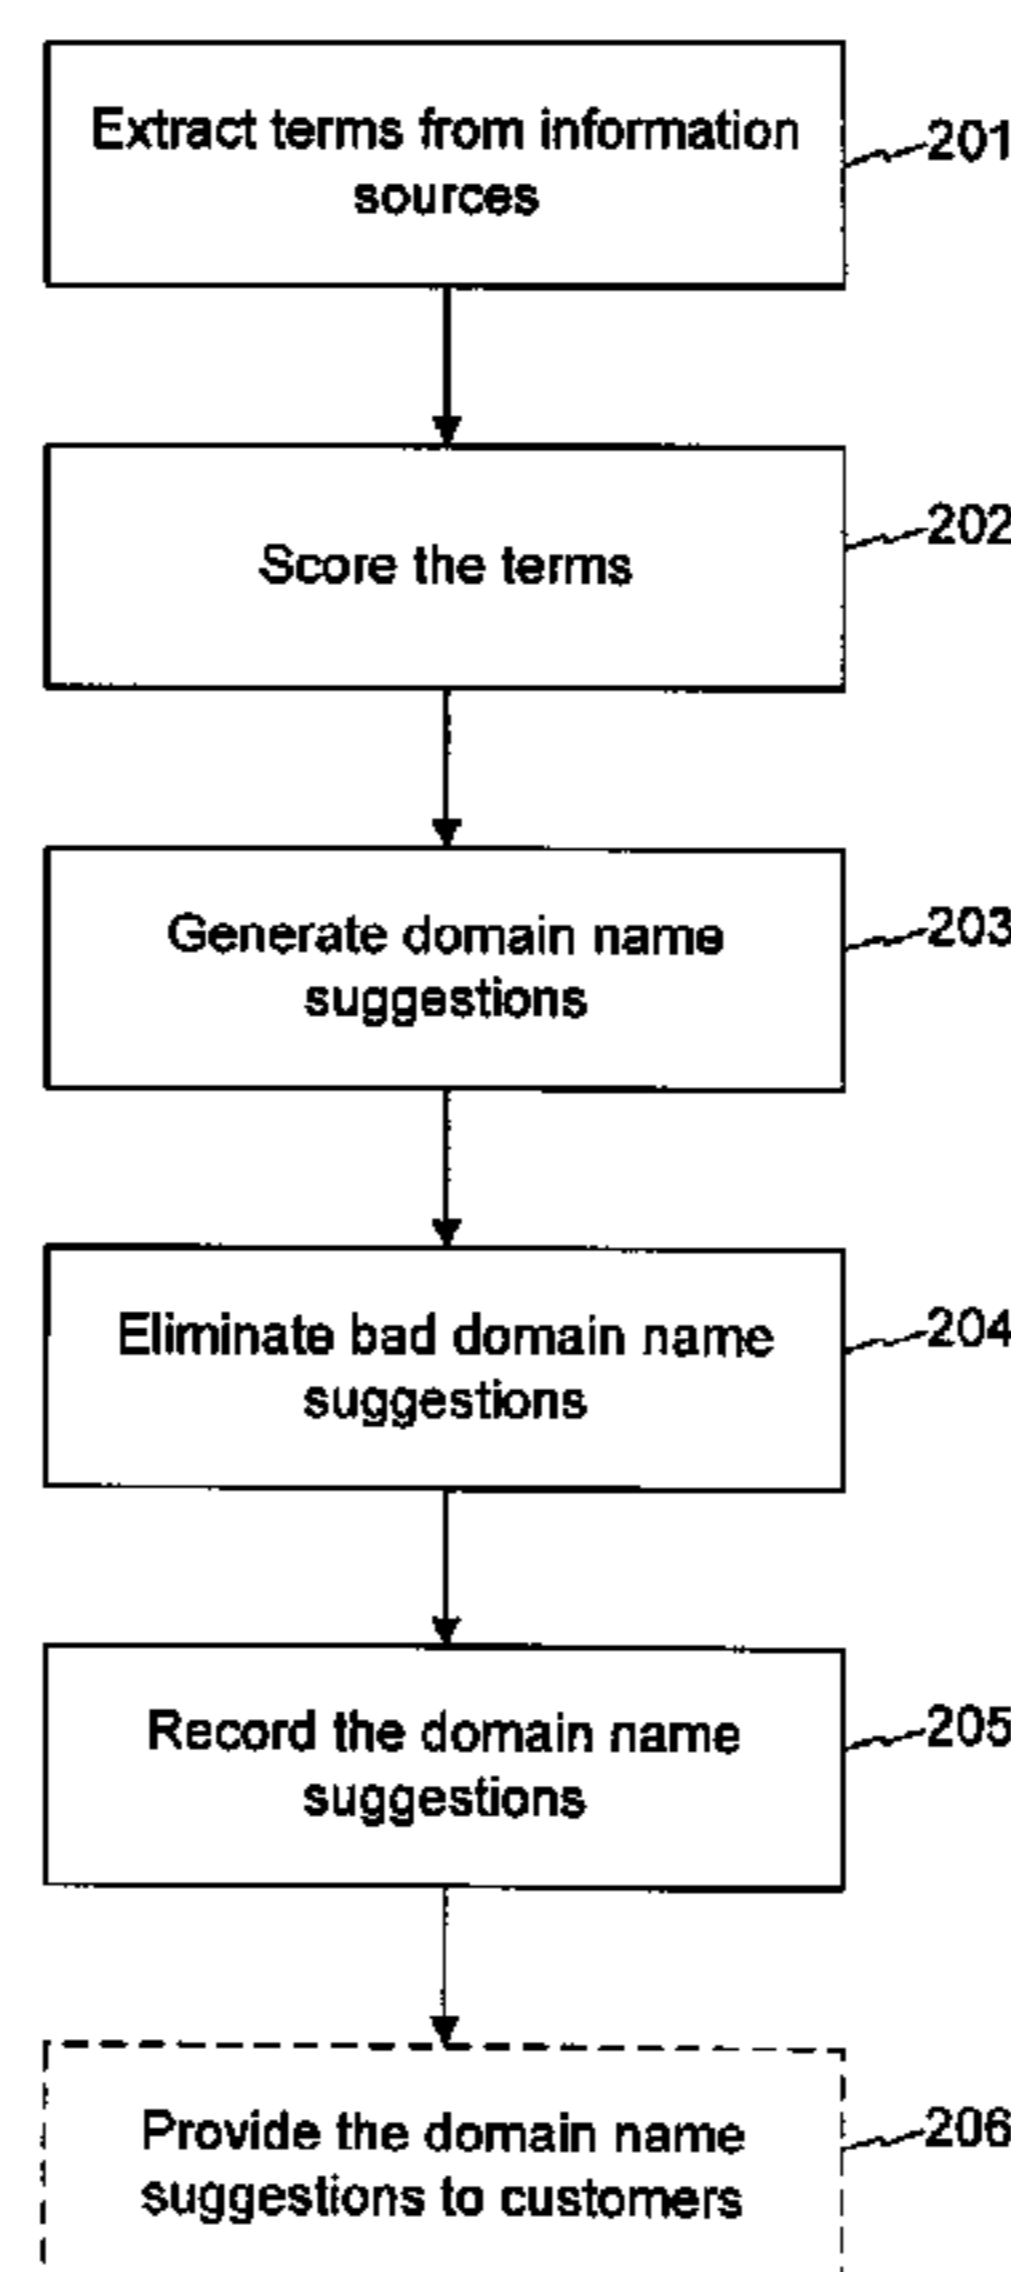 Extract terms from information
sources
201
Score the terms
202
Generate domain name
suggestions
203
Eliminate bad domain name
suggestions
204
Record the domain name
suggestions
205
Provide the domain name
suggestions to customers
206